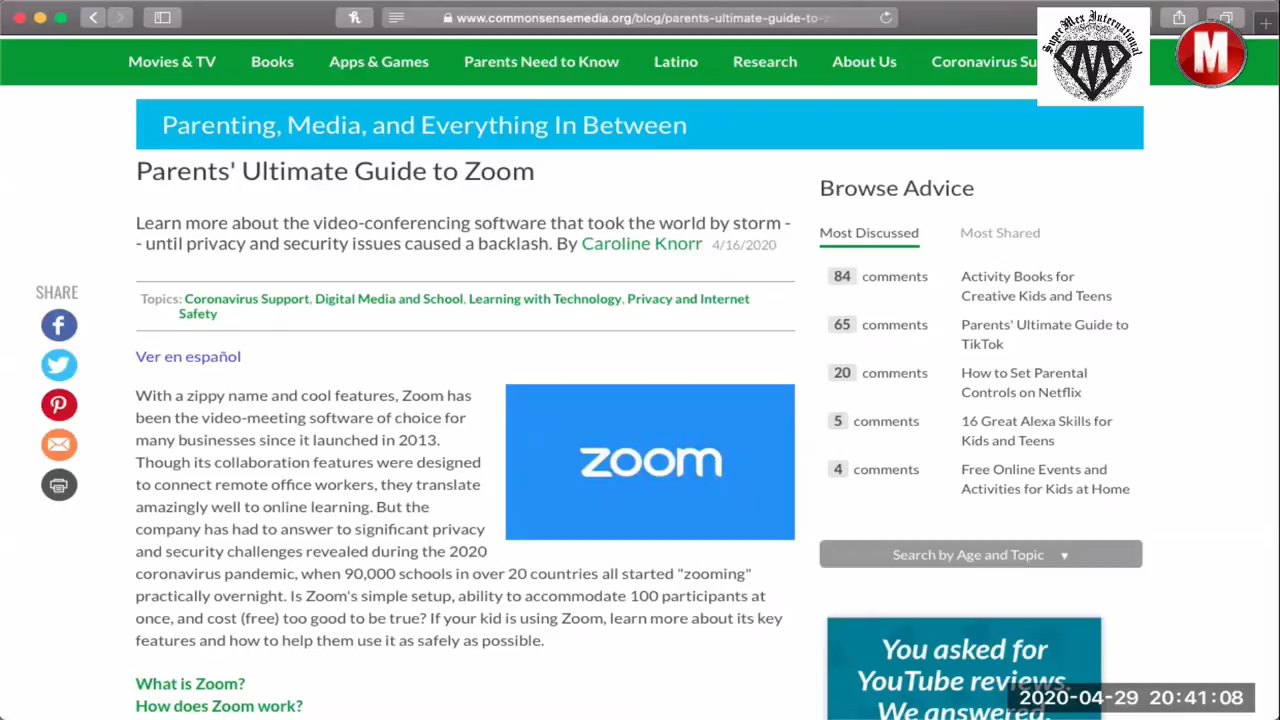 www.commonsensemedia.org/blog/parents-ultimate-guide-to-
SuperMex International
M
Movies & TV
Books
Apps & Games
Parents Need to Know
Latino
Research
About Us
Coronavirus Su
Parenting, Media, and Everything In Between
Parents' Ultimate Guide to Zoom
Learn more about the video-conferencing software that took the world by storm -
- until privacy and security issues caused a backlash. By Caroline Knorr 4/16/2020
SHARE
Topics: Coronavirus Support, Digital Media and School, Learning with Technology, Privacy and Internet
Safety
Ver en español
With a zippy name and cool features, Zoom has
been the video-meeting software of choice for
many businesses since it launched in 2013.
Though its collaboration features were designed
to connect remote office workers, they translate
amazingly well to online learning. But the
company has had to answer to significant privacy
and security challenges revealed during the 2020
coronavirus pandemic, when 90,000 schools in over 20 countries all started "zooming"
practically overnight. Is Zoom's simple setup, ability to accommodate 100 participants at
once, and cost (free) too good to be true? If your kid is using Zoom, learn more about its key
features and how to help them use it as safely as possible.
zoom
What is Zoom?
How does Zoom work?
Browse Advice
Most Discussed
Most Shared
84 comments Activity Books for
Creative Kids and Teens
65 comments Parents' Ultimate Guide to
TikTok
20 comments How to Set Parental
Controls on Netflix
5 comments 16 Great Alexa Skills for
Kids and Teens
4 comments Free Online Events and
Activities for Kids at Home
Search by Age and Topic
You asked for
YouTube reviews.
We answered.
2020-04-29 20:41:08